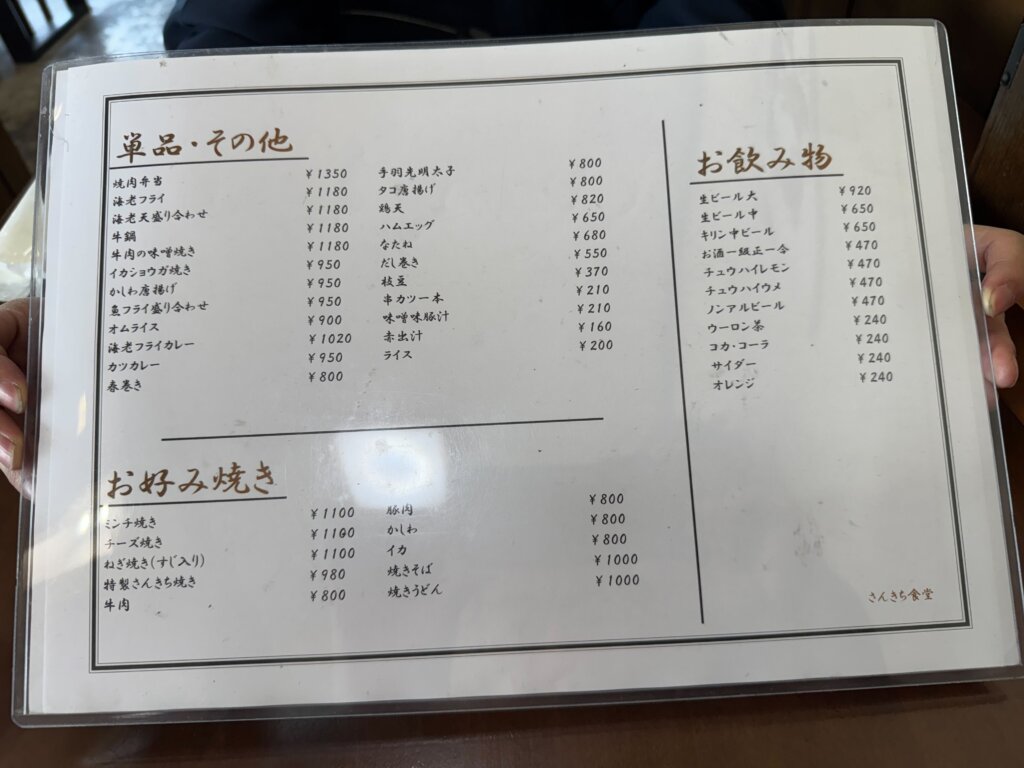 単品・その他
焼肉弁当 ¥1350
海老フライ ¥1180
海老天盛り合わせ ¥1180
牛鍋 ¥1180
牛肉の味噌焼き ¥1180
イカショウガ焼き ¥950
かしわ唐揚げ ¥950
魚フライ盛り合わせ ¥950
オムライス ¥900
海老フライカレー ¥1020
カツカレー ¥950
春巻き ¥800
手羽先明太子 ¥800
タコ唐揚げ ¥800
鶏天 ¥820
ハムエッグ ¥650
なたね ¥680
だし巻き ¥550
枝豆 ¥370
串カツ一本 ¥210
味噌味豚汁 ¥210
赤出汁 ¥160
ライス ¥200
お好み焼き
ミンチ焼き ¥1100
チーズ焼き ¥1100
ねぎ焼き(すじ入り) ¥1100
特製さんきち焼き ¥980
牛肉 ¥800
豚肉 ¥800
かしわ ¥800
イカ ¥800
焼きそば ¥1000
焼きうどん ¥1000
お飲み物
生ビール大 ¥920
生ビール中 ¥650
キリン中ビール ¥650
お酒一級正一合 ¥470
チュウハイレモン ¥470
チュウハイウメ ¥470
ノンアルビール ¥470
ウーロン茶 ¥240
コカ・コーラ ¥240
サイダー ¥240
オレンジ ¥240
さんきち食堂